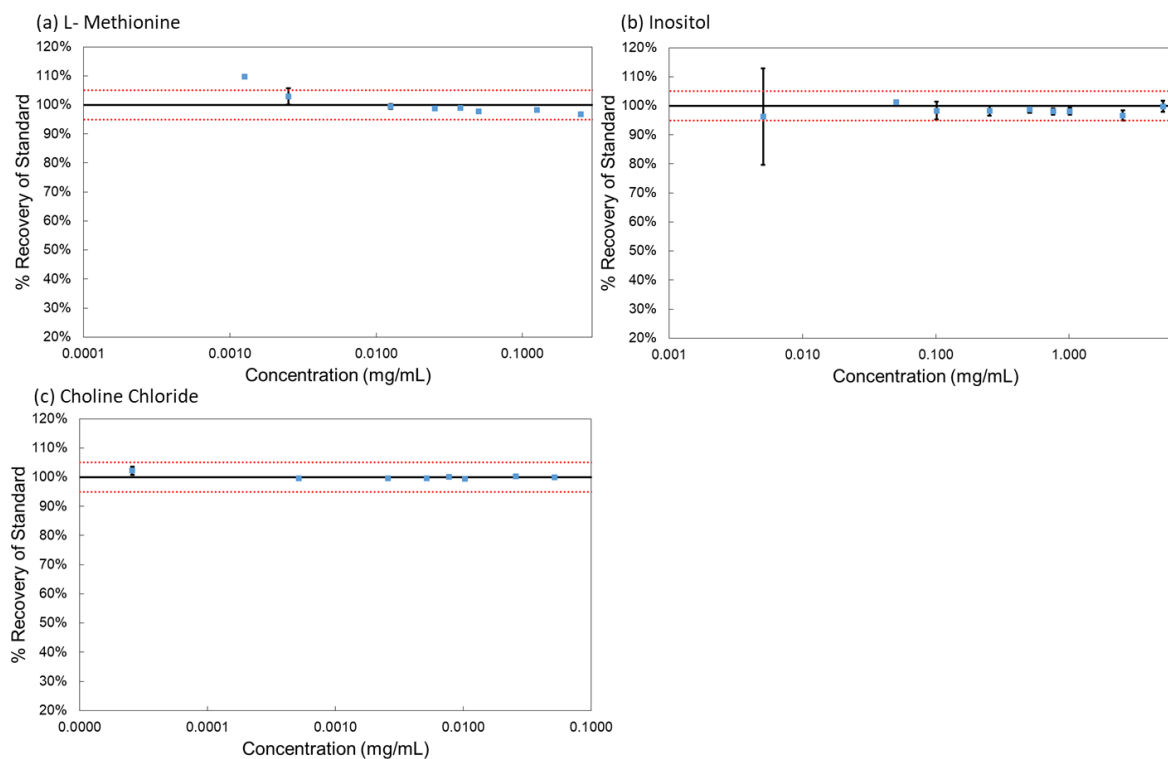 (a) L- Methionine
120%
110%
100%
90%
80%
70%
60%
50%
40%
30%
20%
% Recovery of Standard
0.0001 0.0010 0.0100 0.1000
Concentration (mg/mL)
(b) Inositol
120%
110%
100%
90%
80%
70%
60%
50%
40%
30%
20%
% Recovery of Standard
0.001 0.010 0.100 1.000
Concentration (mg/mL)
(c) Choline Chloride
120%
110%
100%
90%
80%
70%
60%
50%
40%
30%
20%
% Recovery of Standard
0.0000 0.0001 0.0010 0.0100 0.1000
Concentration (mg/mL)